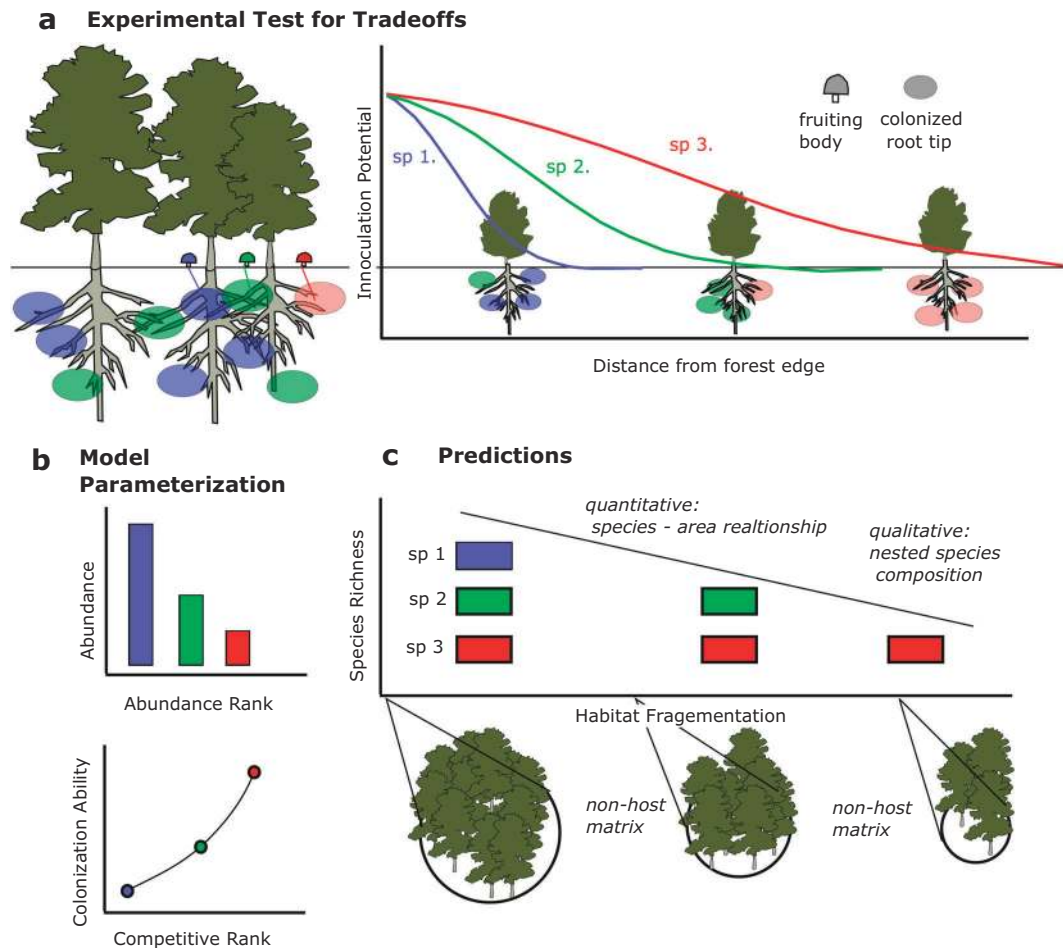 a Experimental Test for Tradeoffs
Innoculation Potential
sp 1.
sp 2.
sp 3.
fruiting
body
colonized
root tip
Distance from forest edge
b Model
Parameterization
Abundance
Abundance Rank
Colonization Ability
Competitive Rank
c Predictions
Species Richness
quantitative:
species - area realtionship
qualitative:
nested species
composition
sp 1
sp 2
sp 3
Habitat Fragementation
non-host
matrix
non-host
matrix